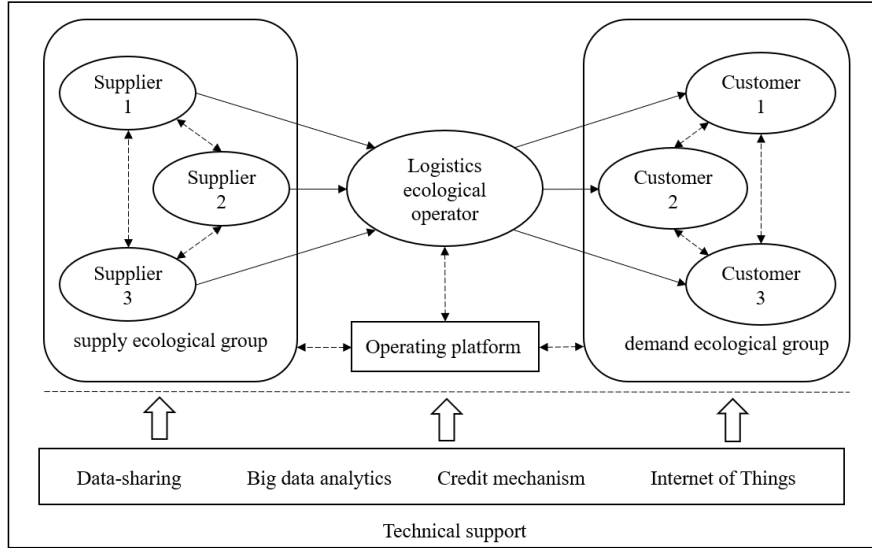 Supplier
1
Supplier
2
Supplier
3
supply ecological group
Logistics
ecological
operator
Operating platform
Customer
1
Customer
2
Customer
3
demand ecological group
Data-sharing
Big data analytics
Credit mechanism
Internet of Things
Technical support